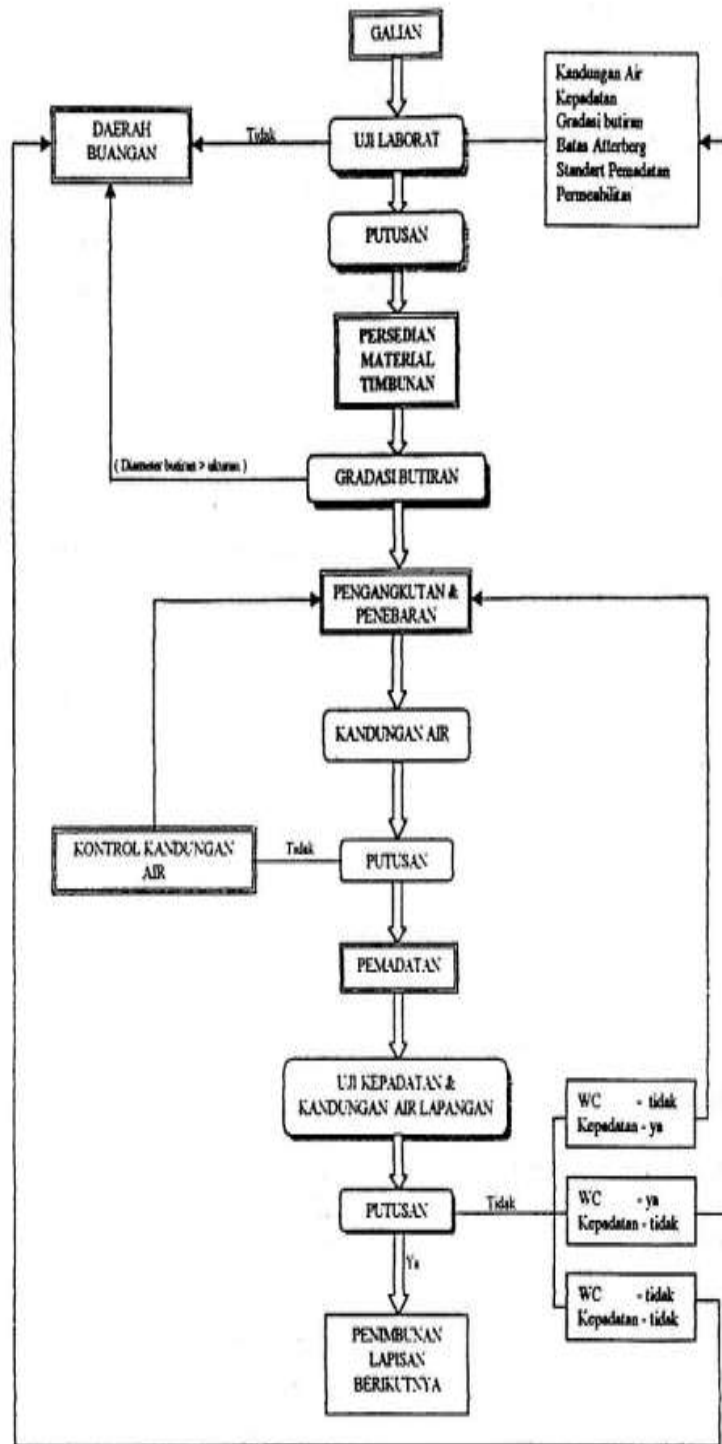 GALIAN
Kandungan Air
Kepadatan
Gradasi butiran
Batas Atterberg
Standart Pemadatan
Permeabilitas
DAERAH
BUANGAN
Tidak
UJI LABORAT
PUTUSAN
PERSEDIAN
MATERIAL
TIMBUNAN
( Diameter butiran > ukuran )
GRADASI BUTIRAN
PENGANGKUTAN &
PENEBARAN
KANDUNGAN AIR
KONTROL KANDUNGAN
AIR
Tidak
PUTUSAN
PEMADATAN
UJI KEPADATAN &
KANDUNGAN AIR LAPANGAN
WC - tidak
Kepadatan - ya
PUTUSAN
Tidak
WC - ya
Kepadatan - tidak
Ya
WC - tidak
Kepadatan - tidak
PENIMBUNAN
LAPISAN
BERIKUTNYA